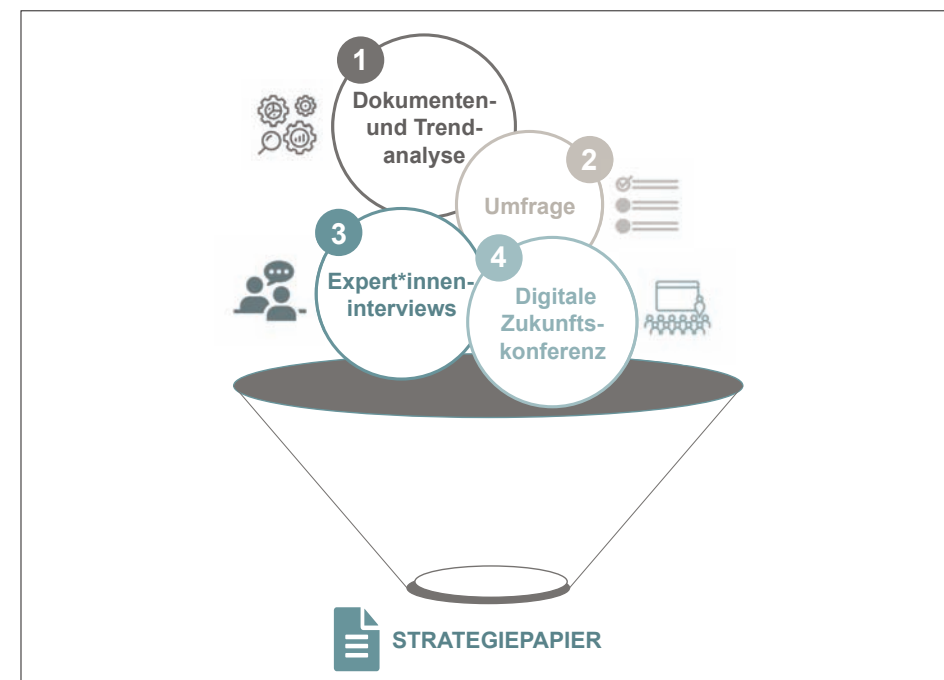 1
Dokumenten-
und Trend-
analyse
2
Umfrage
3
Expert*innen-
interviews
4
Digitale
Zukunfts-
konferenz
STRATEGIEPAPIER